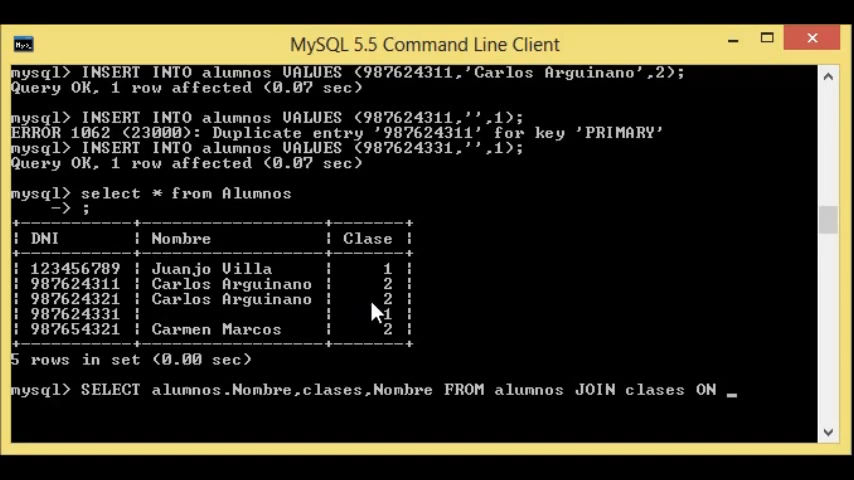 MySQL 5.5 Command Line Client
mysql> INSERT INTO alumnos VALUES (987624311,'Carlos Arguinano',2);
Query OK, 1 row affected (0.07 sec)
mysql> INSERT INTO alumnos VALUES (987624311,'',1);
ERROR 1062 (23000): Duplicate entry '987624311' for key 'PRIMARY'
mysql> INSERT INTO alumnos VALUES (987624331,'',1);
Query OK, 1 row affected (0.07 sec)
mysql> select * from Alumnos
-> ;
+-----------+------------------+-------+
| DNI | Nombre | Clase |
+-----------+------------------+-------+
| 123456789 | Juanjo Villa | 1 |
| 987624311 | Carlos Arguinano | 2 |
| 987624321 | Carlos Arguinano | 2 |
| 987624331 | | 1 |
| 987654321 | Carmen Marcos | 2 |
+-----------+------------------+-------+
5 rows in set (0.00 sec)
mysql> SELECT alumnos.Nombre,clases,Nombre FROM alumnos JOIN clases ON _